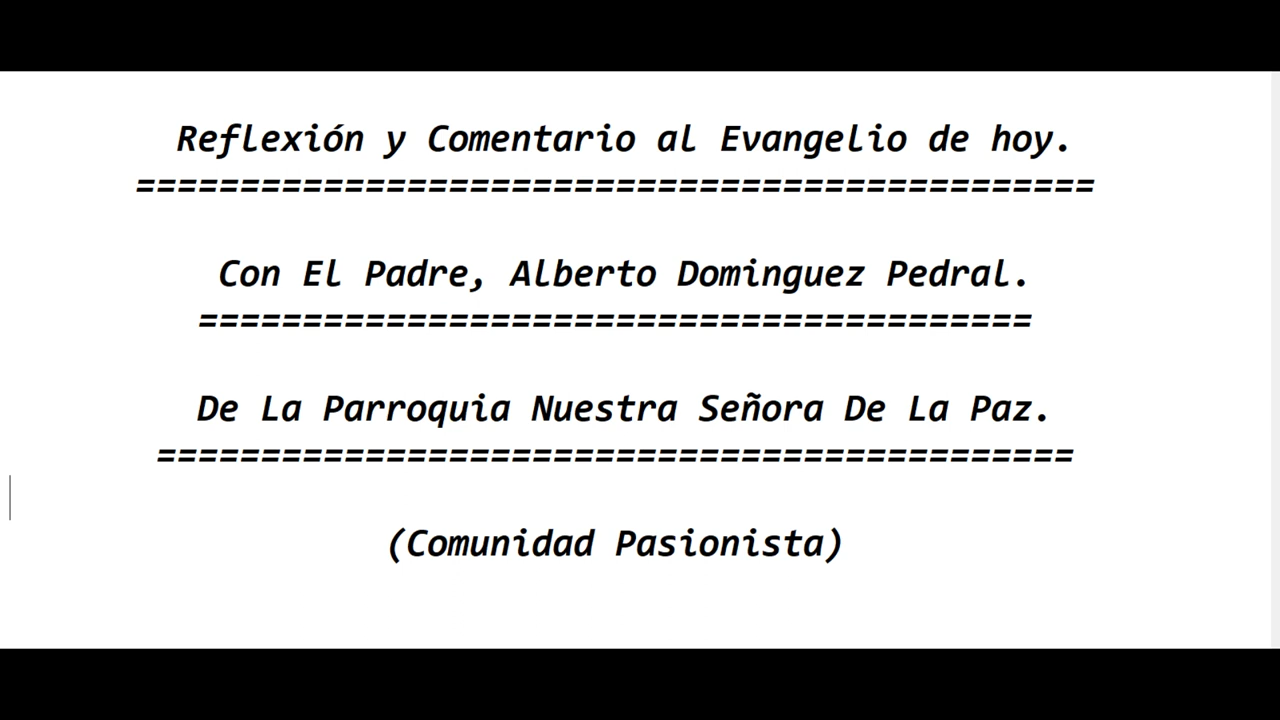 Reflexión y Comentario al Evangelio de hoy.
==============================================
Con El Padre, Alberto Dominguez Pedral.
========================================
De La Parroquia Nuestra Señora De La Paz.
============================================
(Comunidad Pasionista)